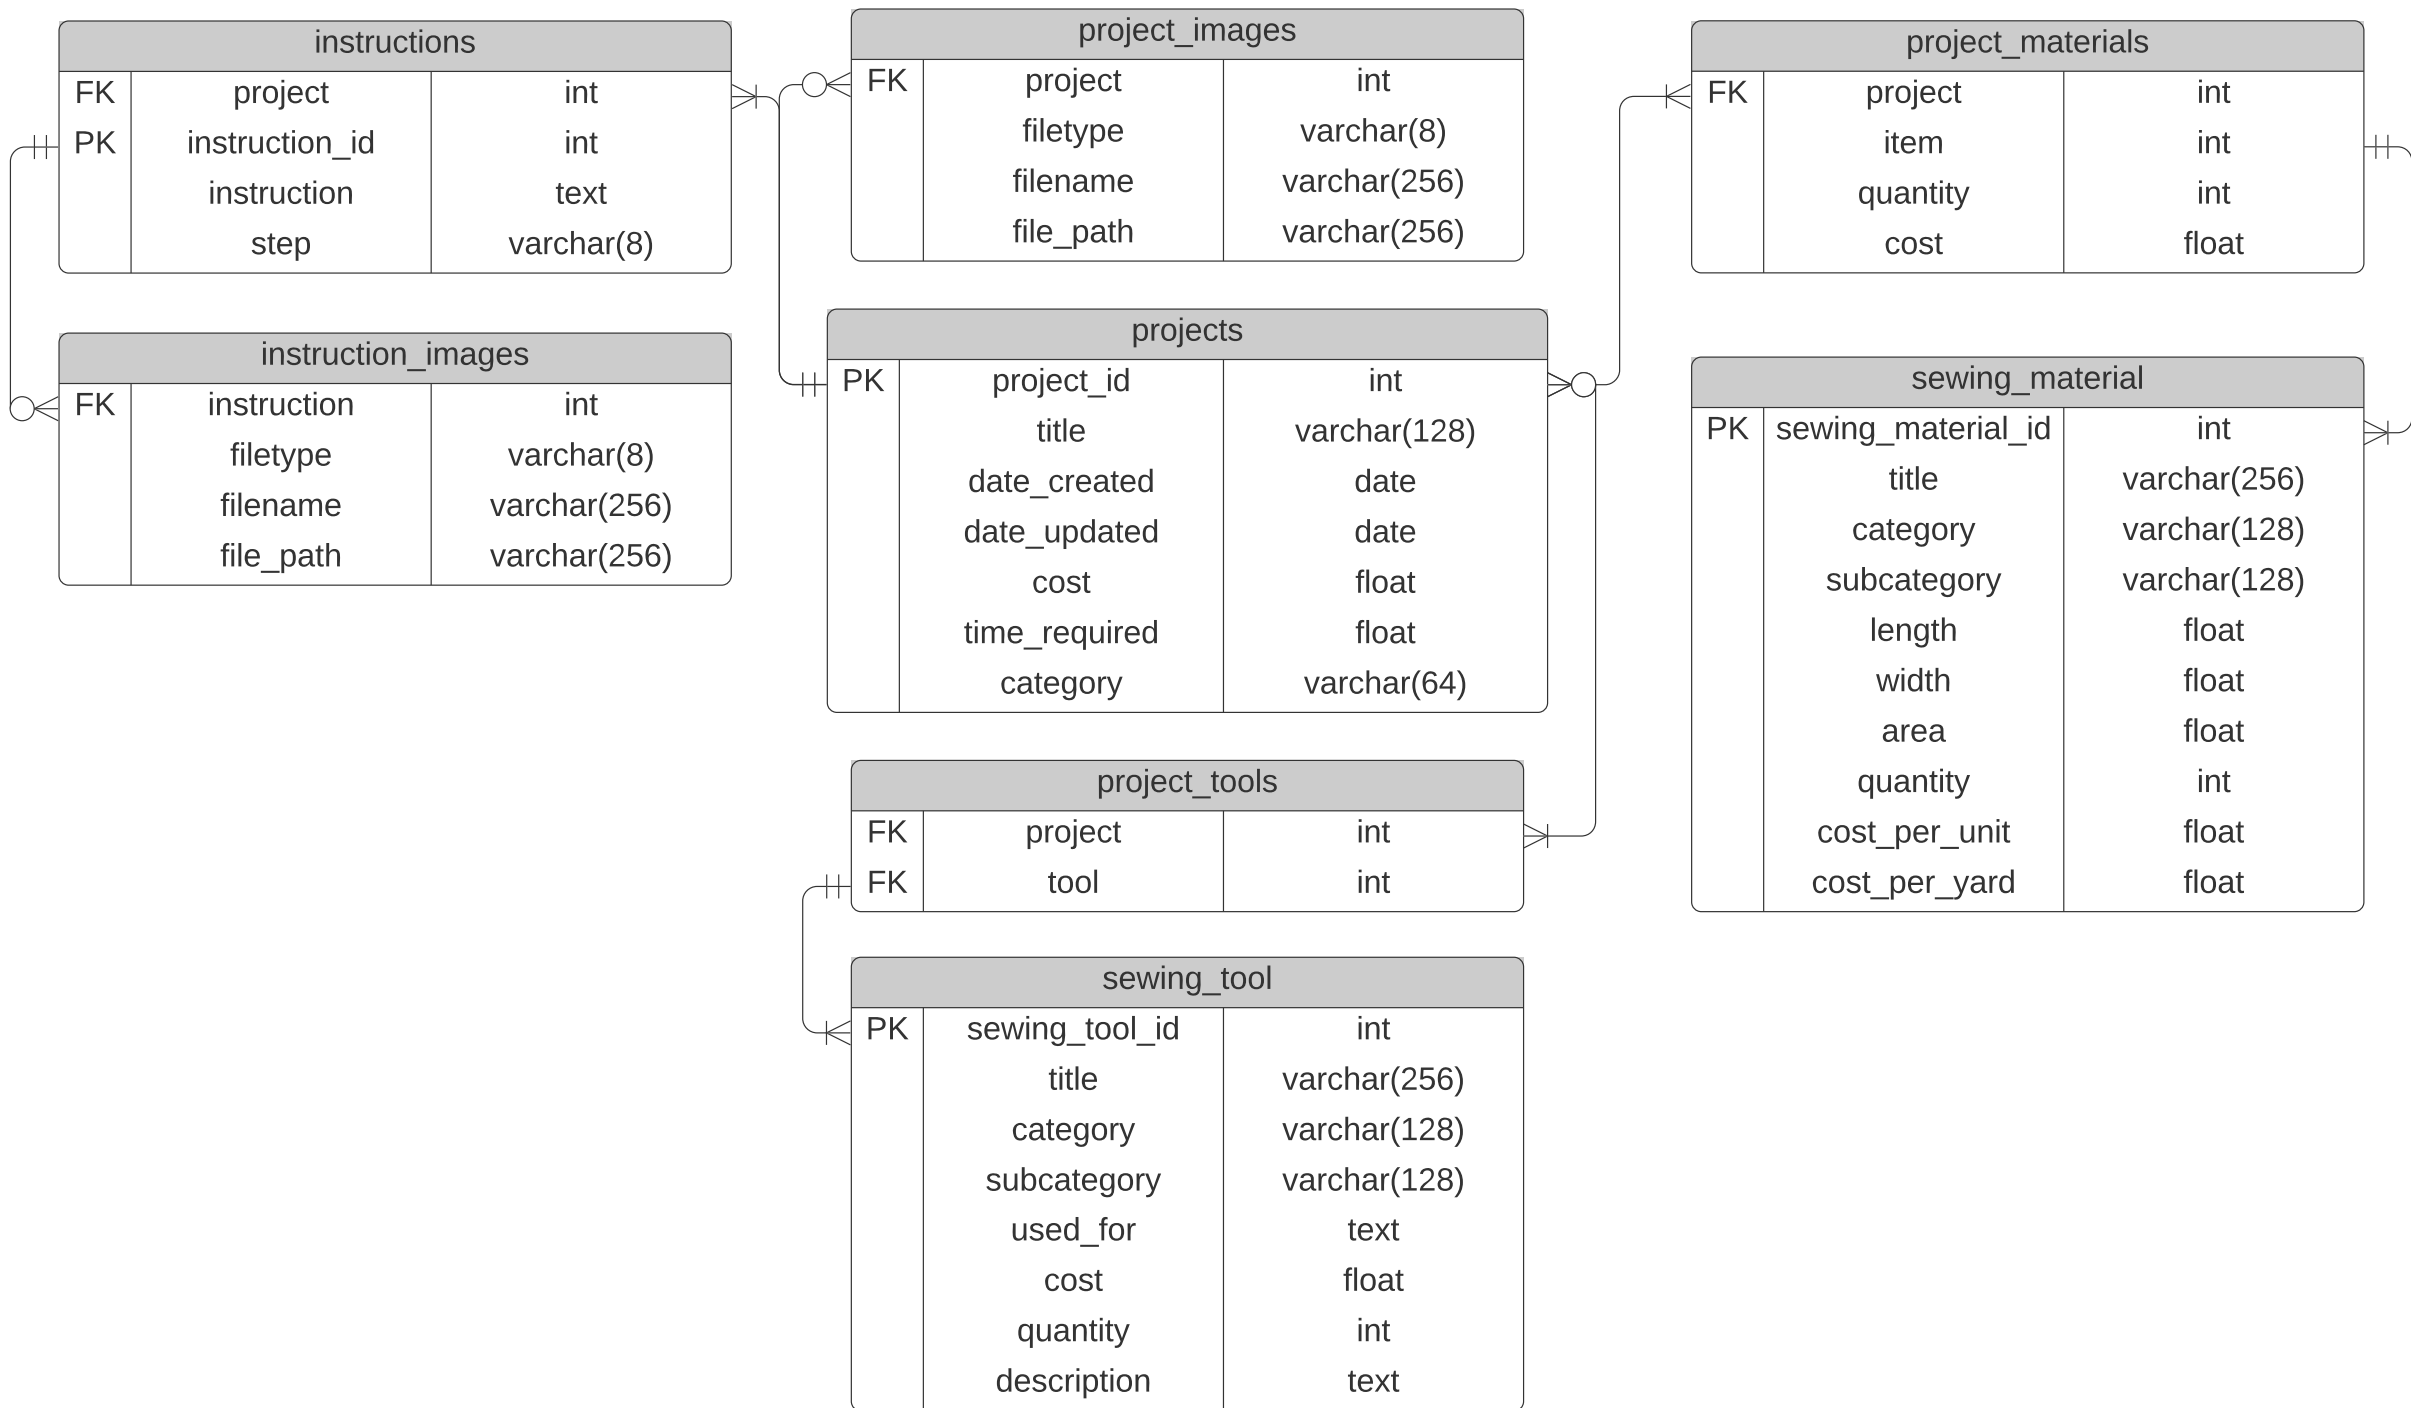 instructions
FK project int
PK instruction_id int
instruction text
step varchar(8)
instruction_images
FK instruction int
filetype varchar(8)
filename varchar(256)
file_path varchar(256)
project_images
FK project int
filetype varchar(8)
filename varchar(256)
file_path varchar(256)
projects
PK project_id int
title varchar(128)
date_created date
date_updated date
cost float
time_required float
category varchar(64)
project_tools
FK project int
FK tool int
sewing_tool
PK sewing_tool_id int
title varchar(256)
category varchar(128)
subcategory varchar(128)
used_for text
cost float
quantity int
description text
project_materials
FK project int
item int
quantity int
cost float
sewing_material
PK sewing_material_id int
title varchar(256)
category varchar(128)
subcategory varchar(128)
length float
width float
area float
quantity int
cost_per_unit float
cost_per_yard float